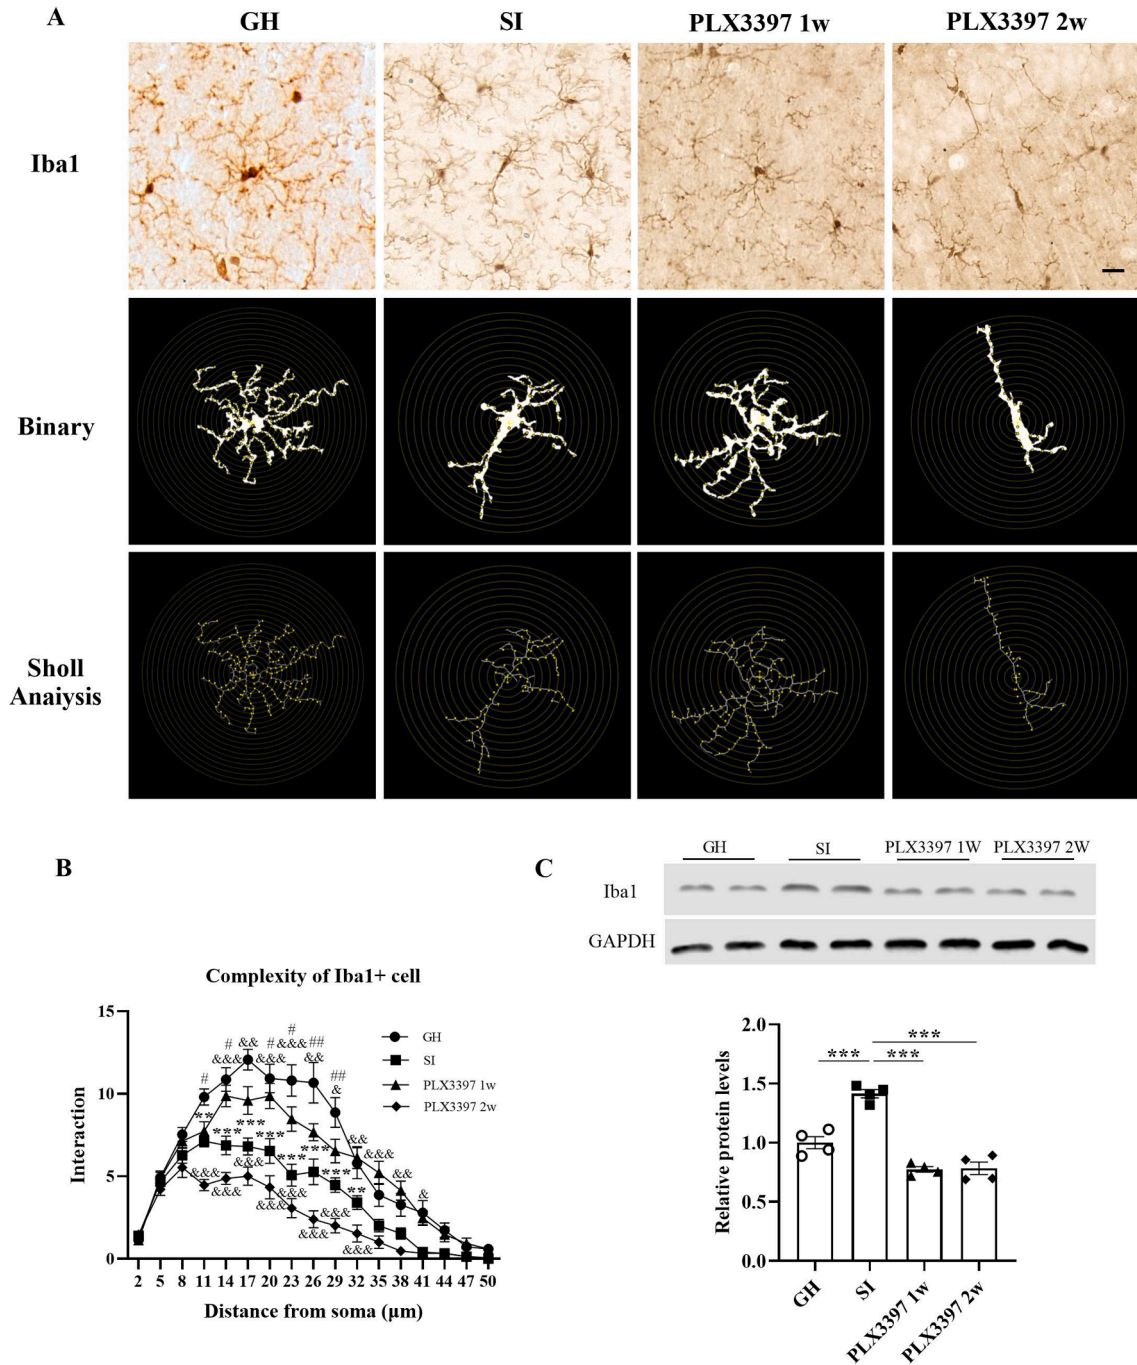 A
GH
SI
PLX3397 1w
PLX3397 2w
Iba1
Binary
Sholl
Anaiysis
B
Complexity of Iba1+ cell
Interaction
15
10
5
0
GH
SI
PLX3397 1w
PLX3397 2w
# # && # # ##
&&& &&& &&& &&
##
&
** *** ***
*** *** *** *** *** **
&& &&& && &
&&& &&&
&&& &&& &&& &&& &&&
2 5 8 11 14 17 20 23 26 29 32 35 38 41 44 47 50
Distance from soma (μm)
C
GH SI PLX3397 1W PLX3397 2W
Iba1
GAPDH
Relative protein levels
2.0
1.5
1.0
0.5
0.0
***
*** ***
GH
SI
PLX3397 1w
PLX3397 2w